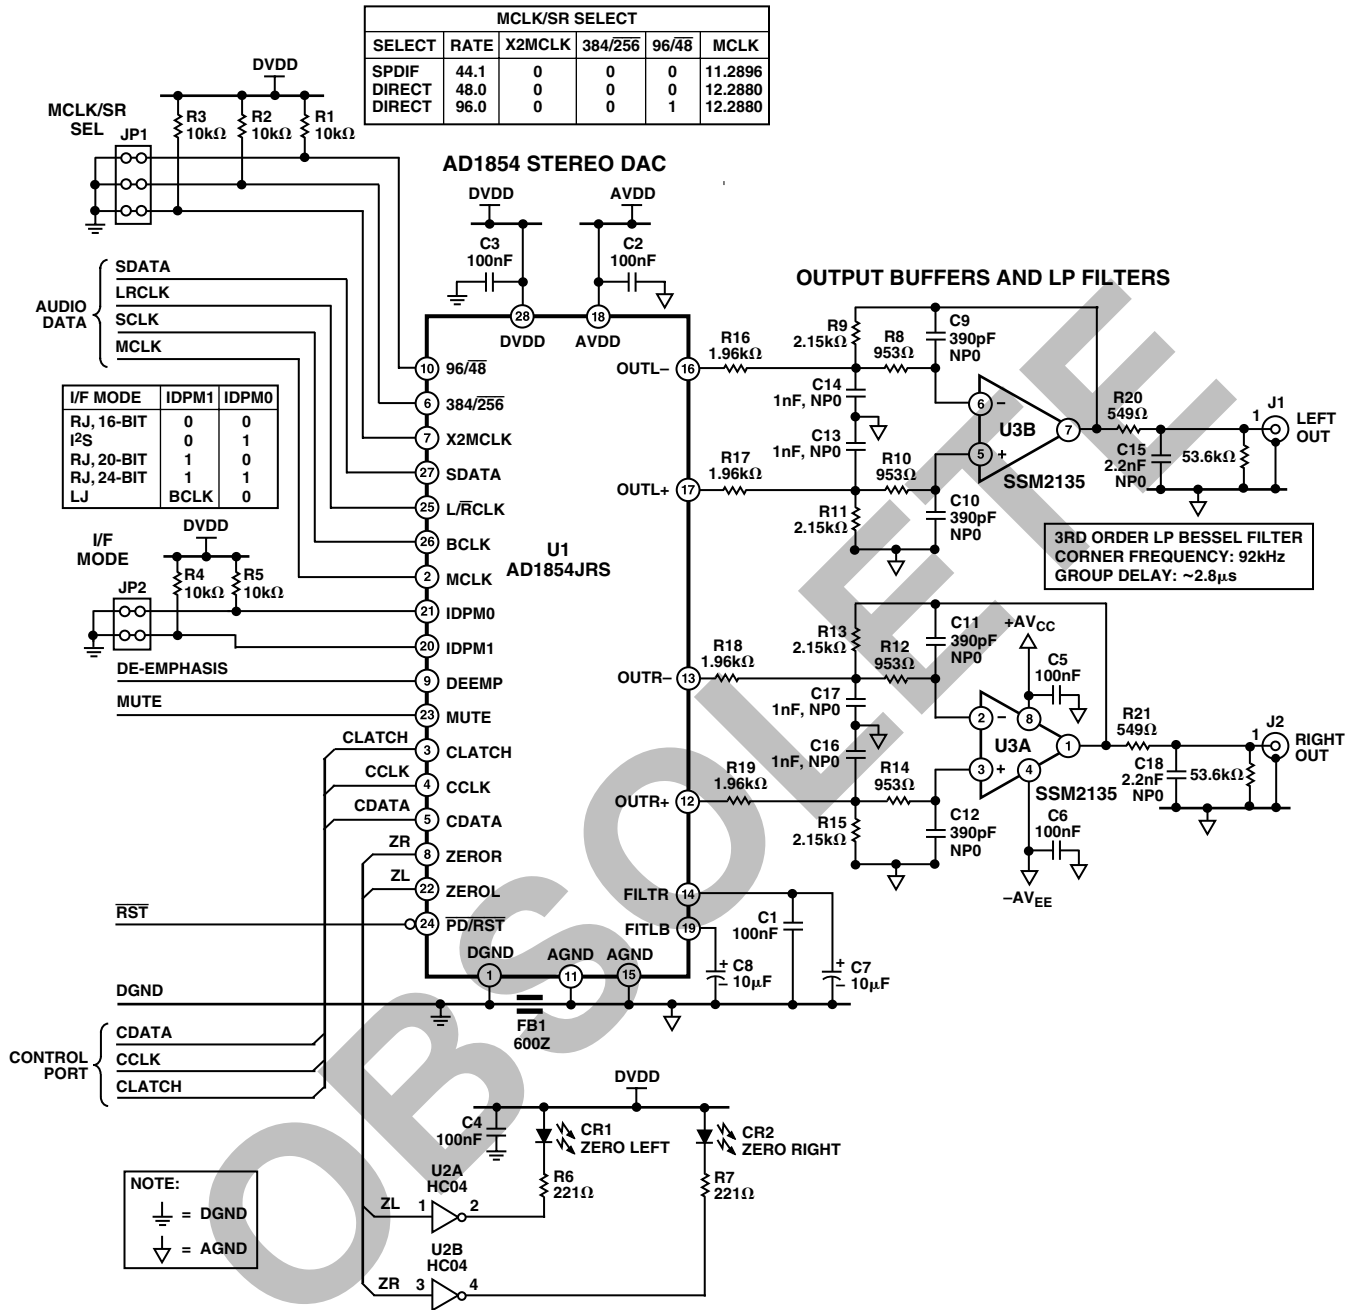 MCLK/SR SELECT
SELECT RATE X2MCLK 384/256 96/48 MCLK
SPDIF 44.1 0 0 0 11.2896
DIRECT 48.0 0 0 0 12.2880
DIRECT 96.0 0 0 1 12.2880
DVDD
MCLK/SR
SEL
JP1
R3
10kΩ
R2
10kΩ
R1
10kΩ
AD1854 STEREO DAC
DVDD
AVDD
C3
100nF
C2
100nF
AUDIO
DATA
SDATA
LRCLK
SCLK
MCLK
28
DVDD
18
AVDD
OUTPUT BUFFERS AND LP FILTERS
I/F MODE IDPM1 IDPM0
RJ, 16-BIT 0 0
I²S 0 1
RJ, 20-BIT 1 0
RJ, 24-BIT 1 1
LJ BCLK 0
10 96/48
6 384/256
7 X2MCLK
27 SDATA
25 L/RCLK
26 BCLK
2 MCLK
21 IDPM0
20 IDPM1
9 DEEMP
23 MUTE
3 CLATCH
4 CCLK
5 CDATA
8 ZEROR
22 ZEROL
24 PD/RST
U1
AD1854JRS
OUTL– 16
OUTL+ 17
OUTR– 13
OUTR+ 12
FILTR 14
FITLB 19
DGND
1
AGND
11
AGND
15
I/F
MODE
JP2
DVDD
R4
10kΩ
R5
10kΩ
DE-EMPHASIS
MUTE
CLATCH
CCLK
CDATA
ZR
ZL
RST
DGND
CONTROL
PORT
CDATA
CCLK
CLATCH
FB1
600Z
R16
1.96kΩ
R9
2.15kΩ
R8
953Ω
C9
390pF
NP0
C14
1nF, NP0
C13
1nF, NP0
R17
1.96kΩ
R10
953Ω
R11
2.15kΩ
C10
390pF
NP0
6 –
5 +
7
U3B
SSM2135
R20
549Ω
C15
2.2nF
NP0
53.6kΩ
1
J1
LEFT
OUT
3RD ORDER LP BESSEL FILTER
CORNER FREQUENCY: 92kHz
GROUP DELAY: ~2.8μs
R18
1.96kΩ
R13
2.15kΩ
R12
953Ω
C11
390pF
NP0
C17
1nF, NP0
C16
1nF, NP0
R19
1.96kΩ
R14
953Ω
R15
2.15kΩ
C12
390pF
NP0
+AVCC
C5
100nF
2 –
3 +
8
4
1
U3A
SSM2135
C6
100nF
–AVEE
R21
549Ω
C18
2.2nF
NP0
53.6kΩ
1
J2
RIGHT
OUT
C1
100nF
+
–
C8
10μF
+
–
C7
10μF
DVDD
C4
100nF
CR1
ZERO LEFT
CR2
ZERO RIGHT
R6
221Ω
R7
221Ω
U2A
HC04
ZL 1 2
U2B
HC04
ZR 3 4
NOTE:
= DGND
= AGND
OBSOLETE